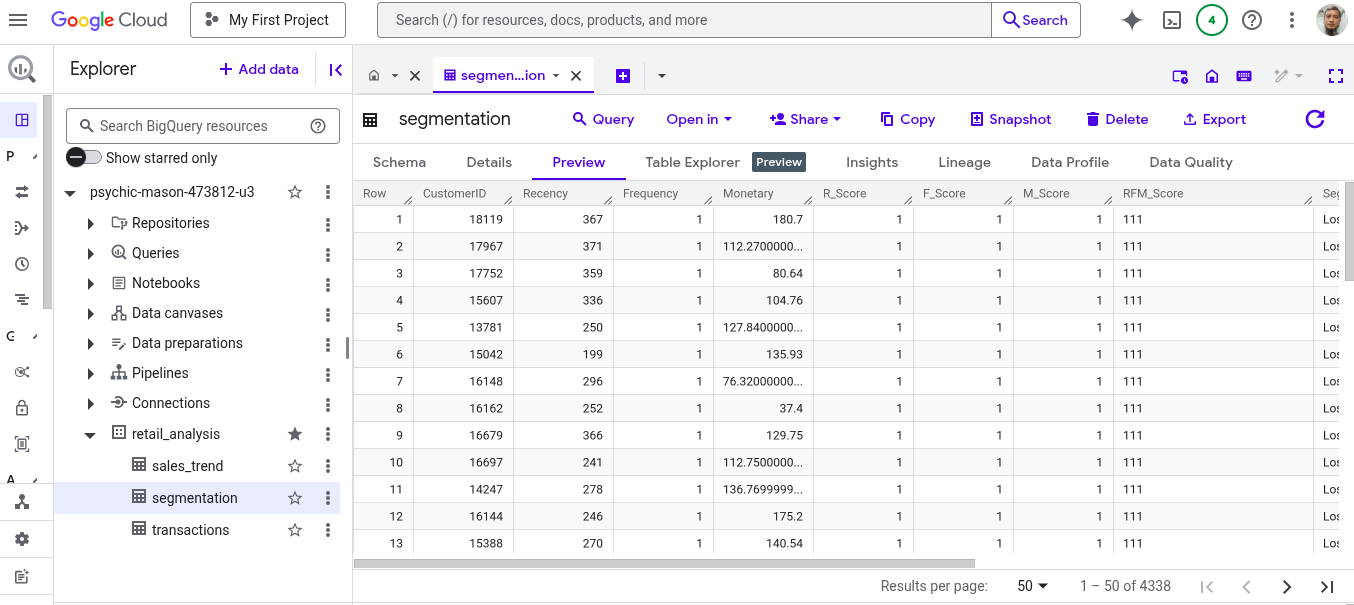 Google Cloud My First Project Search (/) for resources, docs, products, and more Search 4
Explorer + Add data
segmen...ion
Search BigQuery resources
segmentation Query Open in Share Copy Snapshot Delete Export
Show starred only
P
Schema Details Preview Table Explorer Preview Insights Lineage Data Profile Data Quality
psychic-mason-473812-u3
Repositories
Queries
Notebooks
Data canvases
Data preparations
Pipelines
Connections
retail_analysis
sales_trend
segmentation
transactions
G
A
Row CustomerID Recency Frequency Monetary R_Score F_Score M_Score RFM_Score Seg
1 18119 367 1 180.7 1 1 1 111 Los
2 17967 371 1 112.2700000... 1 1 1 111 Los
3 17752 359 1 80.64 1 1 1 111 Los
4 15607 336 1 104.76 1 1 1 111 Los
5 13781 250 1 127.8400000... 1 1 1 111 Los
6 15042 199 1 135.93 1 1 1 111 Los
7 16148 296 1 76.32000000... 1 1 1 111 Los
8 16162 252 1 37.4 1 1 1 111 Los
9 16679 366 1 129.75 1 1 1 111 Los
10 16697 241 1 112.7500000... 1 1 1 111 Los
11 14247 278 1 136.7699999... 1 1 1 111 Los
12 16144 246 1 175.2 1 1 1 111 Los
13 15388 270 1 140.54 1 1 1 111 Los
Results per page: 50 1 – 50 of 4338